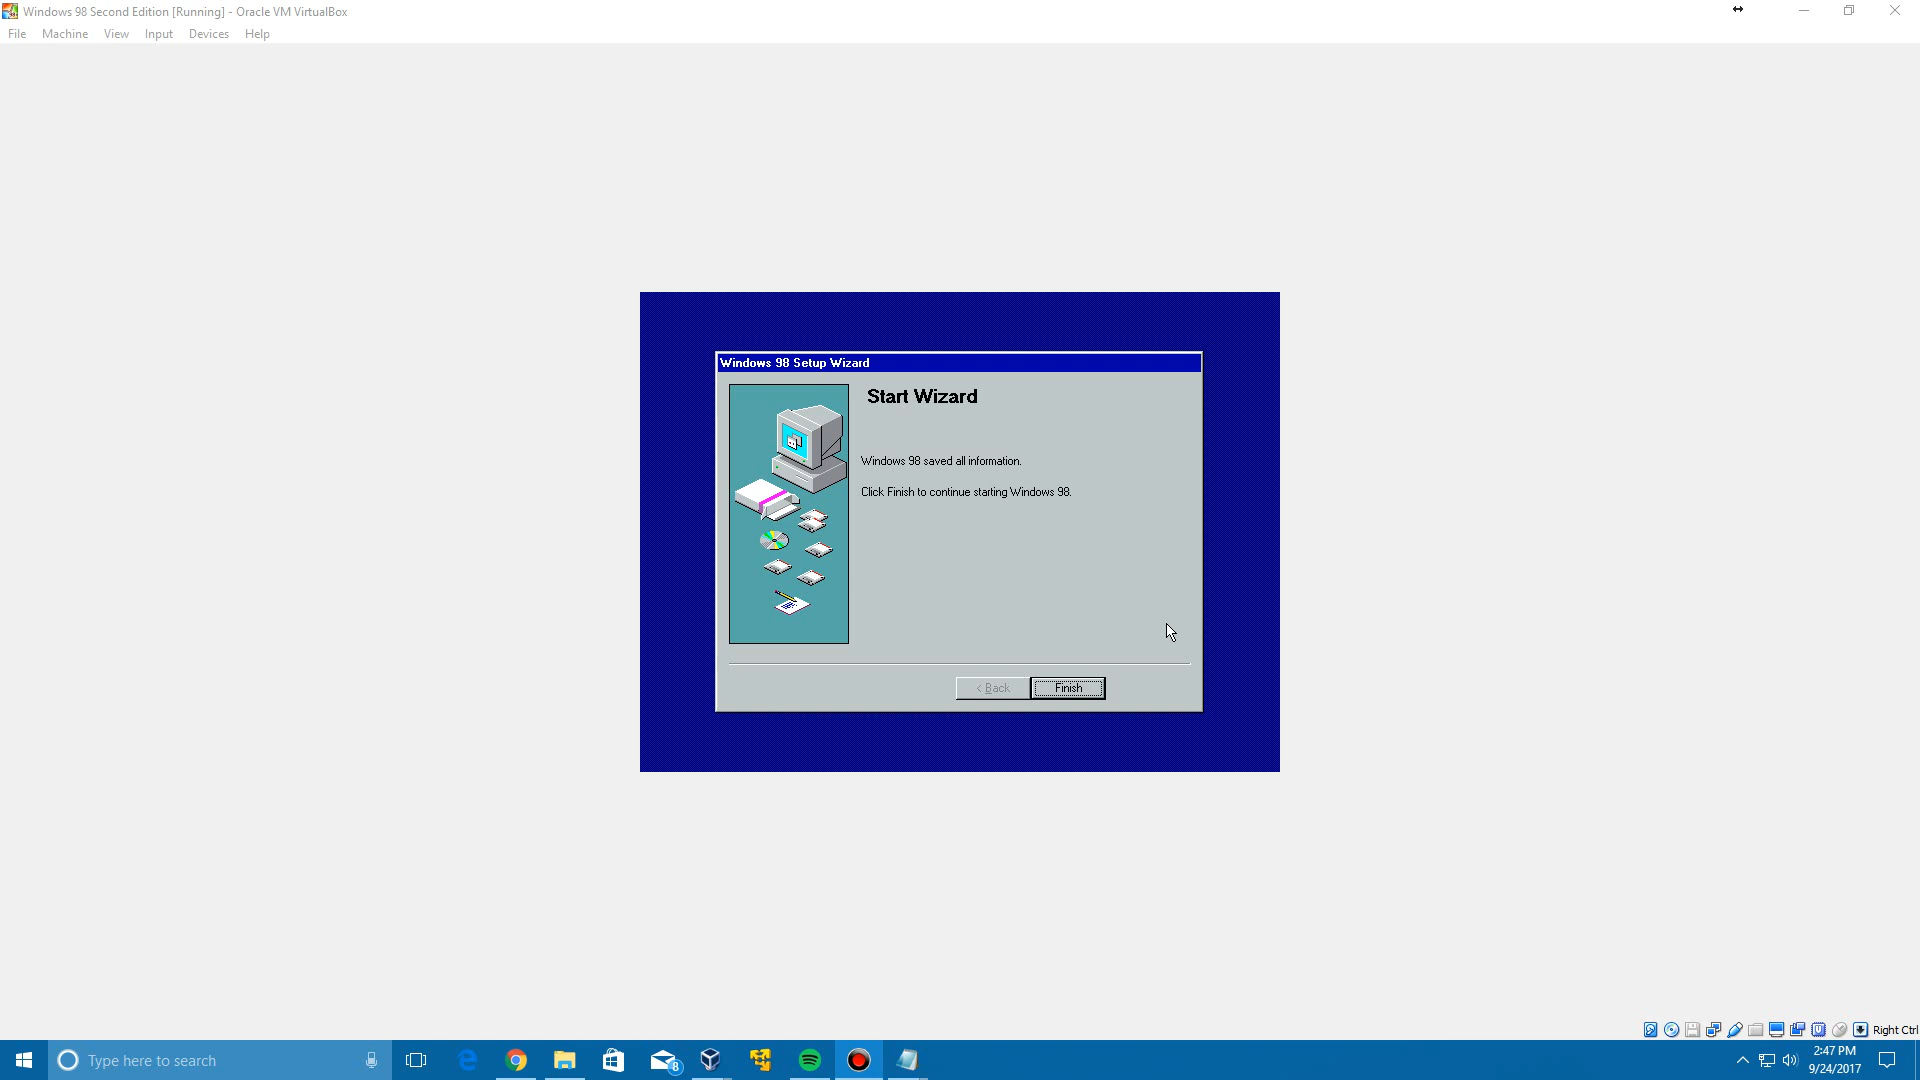 Windows 98 Second Edition [Running] - Oracle VM VirtualBox
File Machine View Input Devices Help
Windows 98 Setup Wizard
Start Wizard
Windows 98 saved all information.
Click Finish to continue starting Windows 98.
< Back Finish
Right Ctrl
Type here to search
8
2:47 PM
9/24/2017